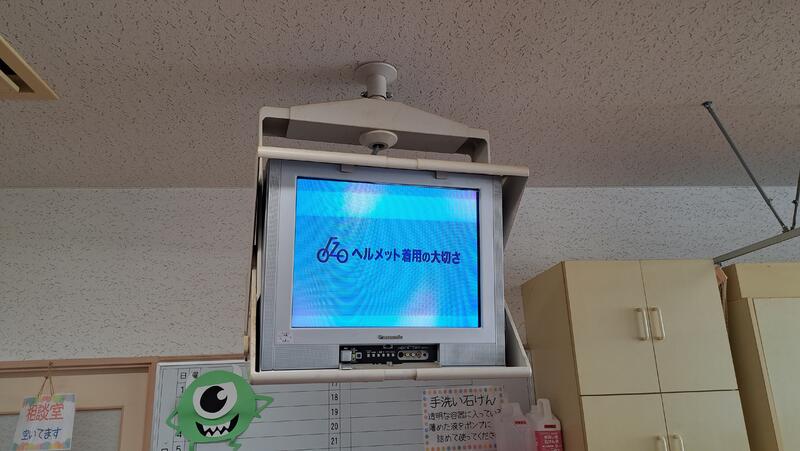 ヘルメット着用の大切さ
Panasonic
日
曜
17
18
19
20
21
相談室
空いてます
手洗い石けん
透明な容器に入っている
薄めた液をポンプに
詰めて使ってくださ